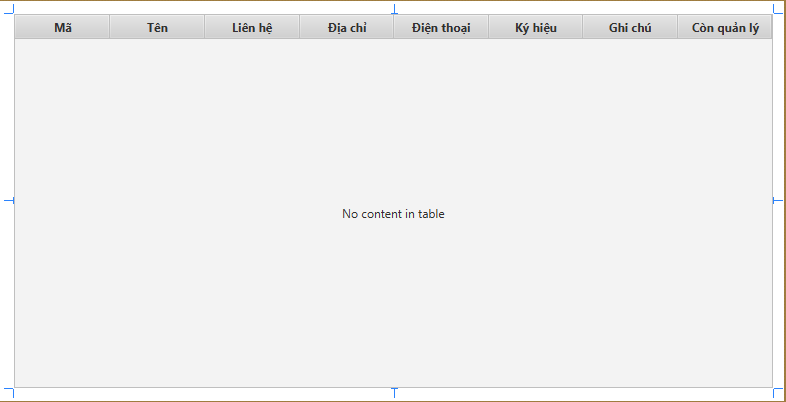 Mã Tên Liên hệ Địa chỉ Điện thoại Ký hiệu Ghi chú Còn quản lý
No content in table